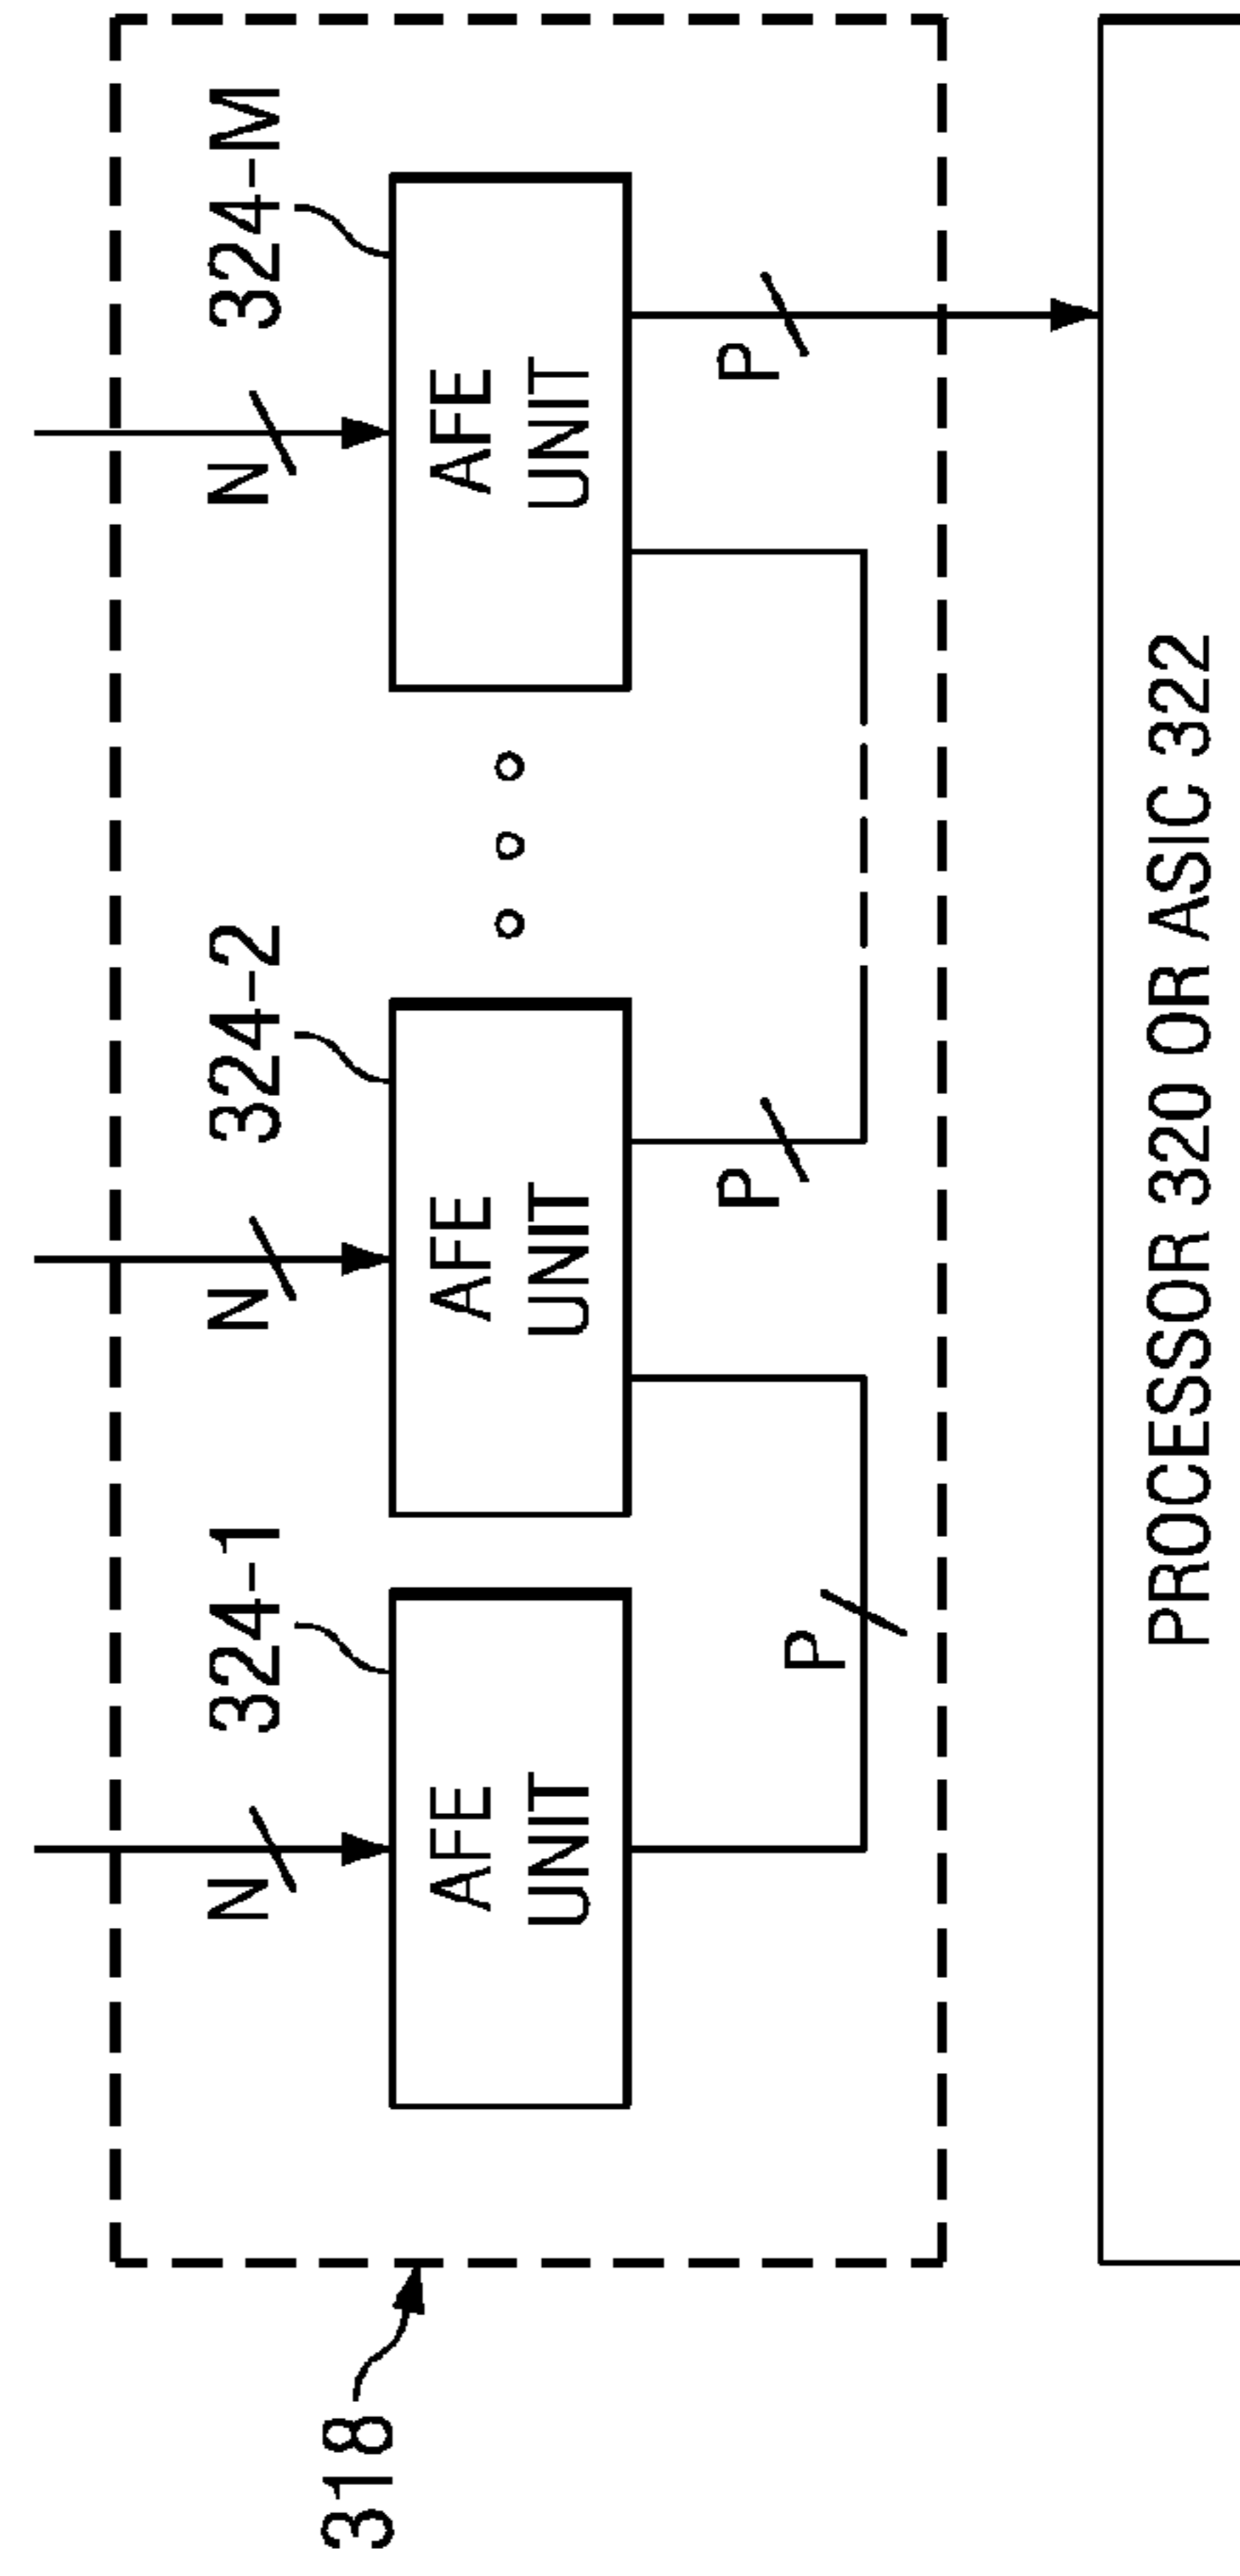 318
324-1
324-2
324-M
N
N
N
AFE
UNIT
AFE
UNIT
AFE
UNIT
P
P
P
PROCESSOR 320 OR ASIC 322